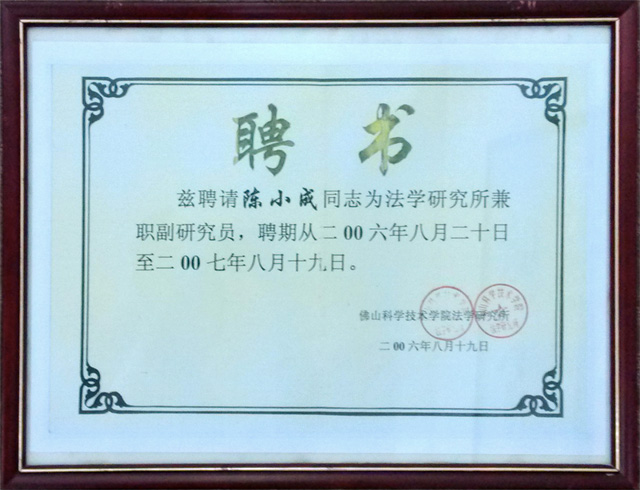 聘书
兹聘请陈小成同志为法学研究所兼
职副研究员，聘期从二00六年八月二十日
至二00七年八月十九日。
佛山科学技术学院法学研究所
二00六年八月十九日